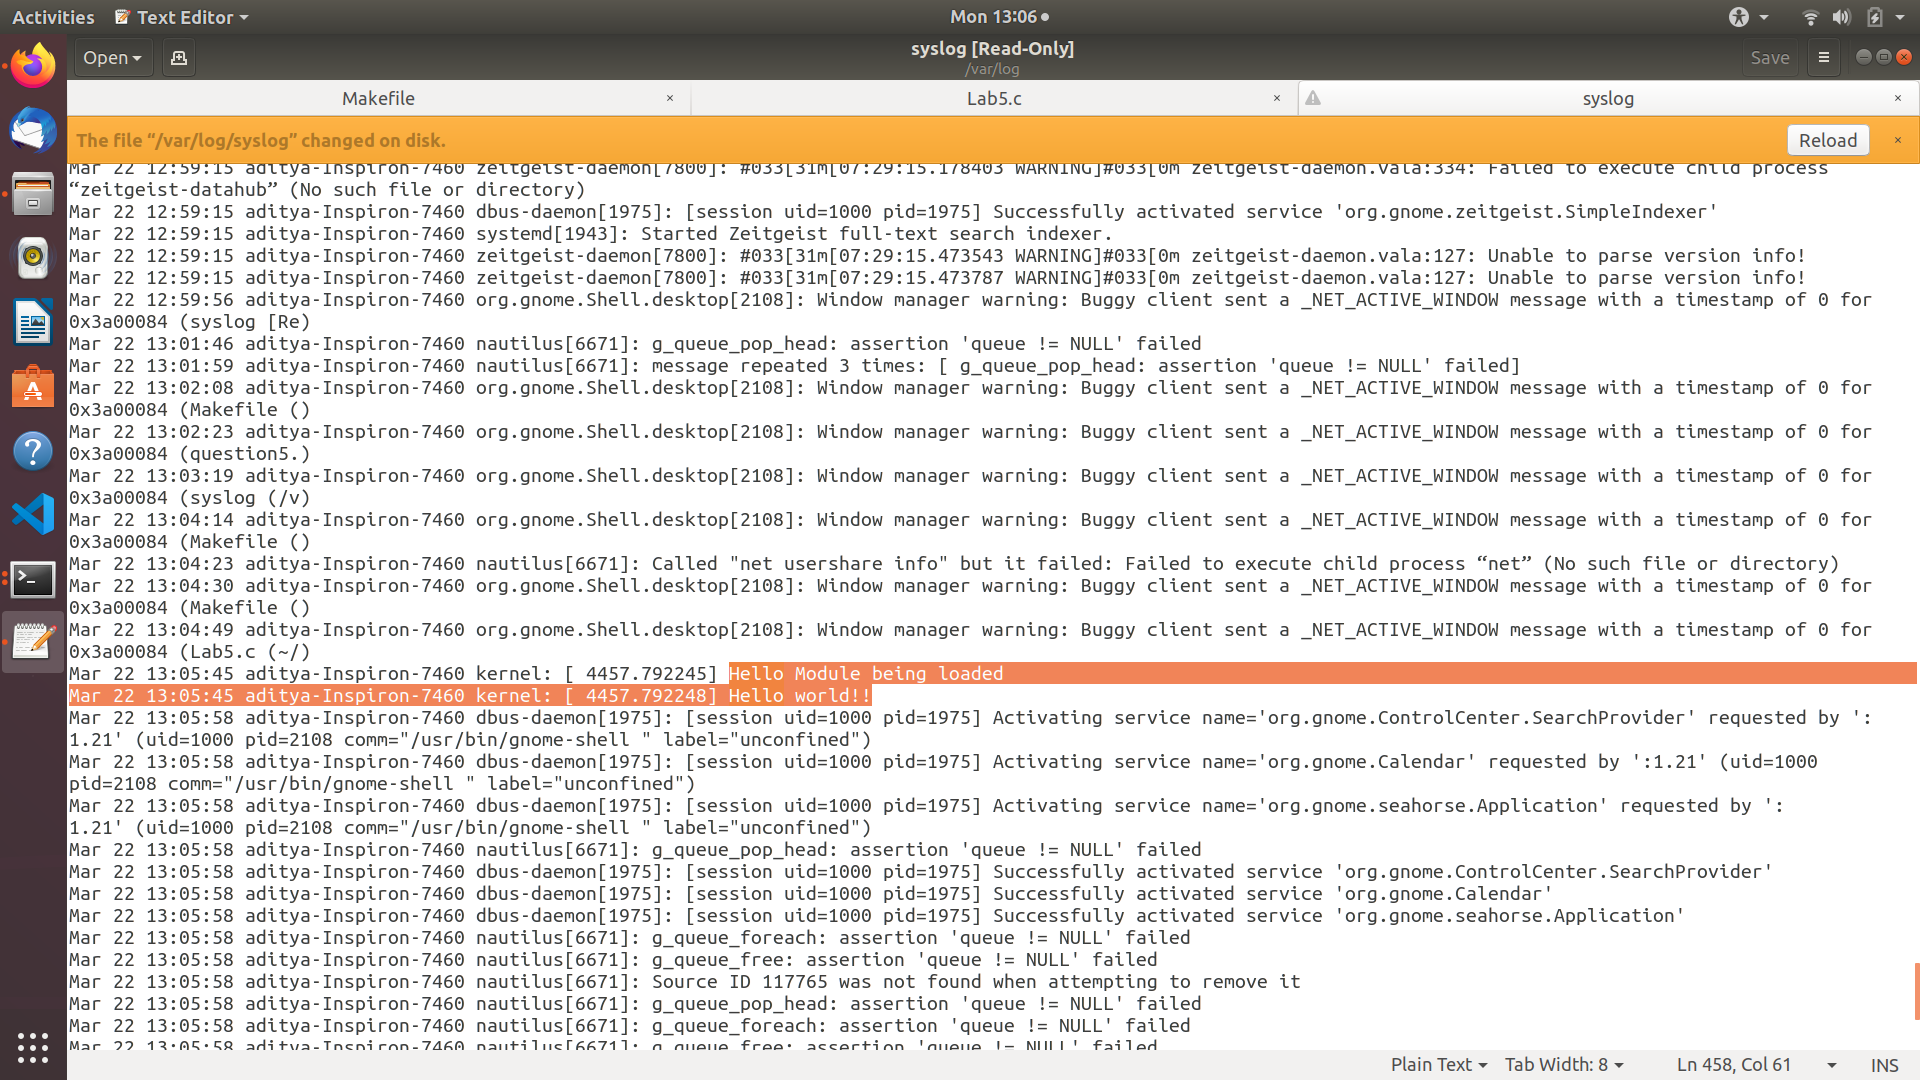 Activities Text Editor Mon 13:06
Open syslog [Read-Only] Save
/var/log
Makefile × Lab5.c × syslog ×
The file “/var/log/syslog” changed on disk. Reload ×
Mar 22 12:59:15 aditya-Inspiron-7460 zeitgeist-daemon[7800]: #033[31m[07:29:15.178403 WARNING]#033[0m zeitgeist-daemon.vala:334: Failed to execute child process
“zeitgeist-datahub” (No such file or directory)
Mar 22 12:59:15 aditya-Inspiron-7460 dbus-daemon[1975]: [session uid=1000 pid=1975] Successfully activated service 'org.gnome.zeitgeist.SimpleIndexer'
Mar 22 12:59:15 aditya-Inspiron-7460 systemd[1943]: Started Zeitgeist full-text search indexer.
Mar 22 12:59:15 aditya-Inspiron-7460 zeitgeist-daemon[7800]: #033[31m[07:29:15.473543 WARNING]#033[0m zeitgeist-daemon.vala:127: Unable to parse version info!
Mar 22 12:59:15 aditya-Inspiron-7460 zeitgeist-daemon[7800]: #033[31m[07:29:15.473787 WARNING]#033[0m zeitgeist-daemon.vala:127: Unable to parse version info!
Mar 22 12:59:56 aditya-Inspiron-7460 org.gnome.Shell.desktop[2108]: Window manager warning: Buggy client sent a _NET_ACTIVE_WINDOW message with a timestamp of 0 for
0x3a00084 (syslog [Re)
Mar 22 13:01:46 aditya-Inspiron-7460 nautilus[6671]: g_queue_pop_head: assertion 'queue != NULL' failed
Mar 22 13:01:59 aditya-Inspiron-7460 nautilus[6671]: message repeated 3 times: [ g_queue_pop_head: assertion 'queue != NULL' failed]
Mar 22 13:02:08 aditya-Inspiron-7460 org.gnome.Shell.desktop[2108]: Window manager warning: Buggy client sent a _NET_ACTIVE_WINDOW message with a timestamp of 0 for
0x3a00084 (Makefile ()
Mar 22 13:02:23 aditya-Inspiron-7460 org.gnome.Shell.desktop[2108]: Window manager warning: Buggy client sent a _NET_ACTIVE_WINDOW message with a timestamp of 0 for
0x3a00084 (question5.)
Mar 22 13:03:19 aditya-Inspiron-7460 org.gnome.Shell.desktop[2108]: Window manager warning: Buggy client sent a _NET_ACTIVE_WINDOW message with a timestamp of 0 for
0x3a00084 (syslog (/v)
Mar 22 13:04:14 aditya-Inspiron-7460 org.gnome.Shell.desktop[2108]: Window manager warning: Buggy client sent a _NET_ACTIVE_WINDOW message with a timestamp of 0 for
0x3a00084 (Makefile ()
Mar 22 13:04:23 aditya-Inspiron-7460 nautilus[6671]: Called "net usershare info" but it failed: Failed to execute child process “net” (No such file or directory)
Mar 22 13:04:30 aditya-Inspiron-7460 org.gnome.Shell.desktop[2108]: Window manager warning: Buggy client sent a _NET_ACTIVE_WINDOW message with a timestamp of 0 for
0x3a00084 (Makefile ()
Mar 22 13:04:49 aditya-Inspiron-7460 org.gnome.Shell.desktop[2108]: Window manager warning: Buggy client sent a _NET_ACTIVE_WINDOW message with a timestamp of 0 for
0x3a00084 (Lab5.c (~/)
Mar 22 13:05:45 aditya-Inspiron-7460 kernel: [ 4457.792245] Hello Module being loaded
Mar 22 13:05:45 aditya-Inspiron-7460 kernel: [ 4457.792248] Hello world!!
Mar 22 13:05:58 aditya-Inspiron-7460 dbus-daemon[1975]: [session uid=1000 pid=1975] Activating service name='org.gnome.ControlCenter.SearchProvider' requested by ':
1.21' (uid=1000 pid=2108 comm="/usr/bin/gnome-shell " label="unconfined")
Mar 22 13:05:58 aditya-Inspiron-7460 dbus-daemon[1975]: [session uid=1000 pid=1975] Activating service name='org.gnome.Calendar' requested by ':1.21' (uid=1000
pid=2108 comm="/usr/bin/gnome-shell " label="unconfined")
Mar 22 13:05:58 aditya-Inspiron-7460 dbus-daemon[1975]: [session uid=1000 pid=1975] Activating service name='org.gnome.seahorse.Application' requested by ':
1.21' (uid=1000 pid=2108 comm="/usr/bin/gnome-shell " label="unconfined")
Mar 22 13:05:58 aditya-Inspiron-7460 nautilus[6671]: g_queue_pop_head: assertion 'queue != NULL' failed
Mar 22 13:05:58 aditya-Inspiron-7460 dbus-daemon[1975]: [session uid=1000 pid=1975] Successfully activated service 'org.gnome.ControlCenter.SearchProvider'
Mar 22 13:05:58 aditya-Inspiron-7460 dbus-daemon[1975]: [session uid=1000 pid=1975] Successfully activated service 'org.gnome.Calendar'
Mar 22 13:05:58 aditya-Inspiron-7460 dbus-daemon[1975]: [session uid=1000 pid=1975] Successfully activated service 'org.gnome.seahorse.Application'
Mar 22 13:05:58 aditya-Inspiron-7460 nautilus[6671]: g_queue_foreach: assertion 'queue != NULL' failed
Mar 22 13:05:58 aditya-Inspiron-7460 nautilus[6671]: g_queue_free: assertion 'queue != NULL' failed
Mar 22 13:05:58 aditya-Inspiron-7460 nautilus[6671]: Source ID 117765 was not found when attempting to remove it
Mar 22 13:05:58 aditya-Inspiron-7460 nautilus[6671]: g_queue_pop_head: assertion 'queue != NULL' failed
Mar 22 13:05:58 aditya-Inspiron-7460 nautilus[6671]: g_queue_foreach: assertion 'queue != NULL' failed
Mar 22 13:05:58 aditya-Inspiron-7460 nautilus[6671]: g_queue_free: assertion 'queue != NULL' failed
Plain Text Tab Width: 8 Ln 458, Col 61 INS